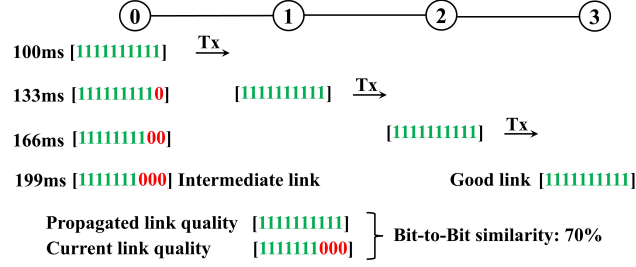 0 1 2 3
100ms [1111111111] Tx
133ms [1111111110] [1111111111] Tx
166ms [1111111100] [1111111111] Tx
199ms [1111111000] Intermediate link Good link [1111111111]
Propagated link quality [1111111111]
Current link quality [1111111000]
Bit-to-Bit similarity: 70%